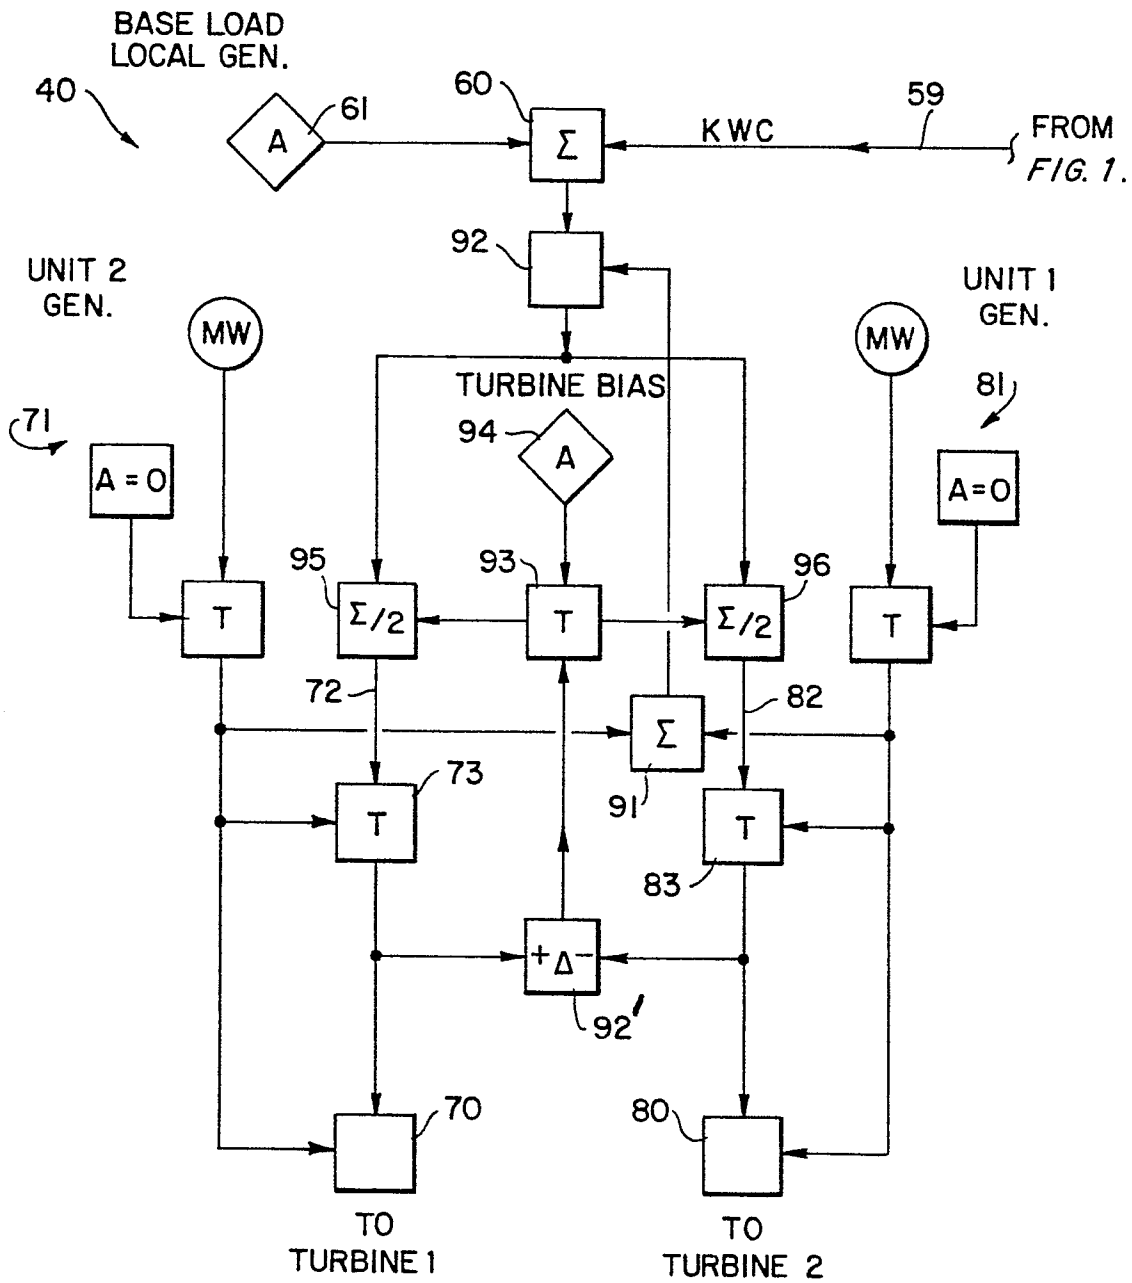 BASE LOAD
LOCAL GEN.
40
61
60
59
A
Σ
KWC
FROM
FIG. 1.
92
UNIT 2
GEN.
UNIT 1
GEN.
MW
MW
TURBINE BIAS
71
81
94
A
A = 0
A=0
95
93
96
T
Σ/2
T
Σ/2
T
72
82
Σ
73
91
T
T
83
+ Δ -
92'
70
80
TO
TURBINE 1
TO
TURBINE 2